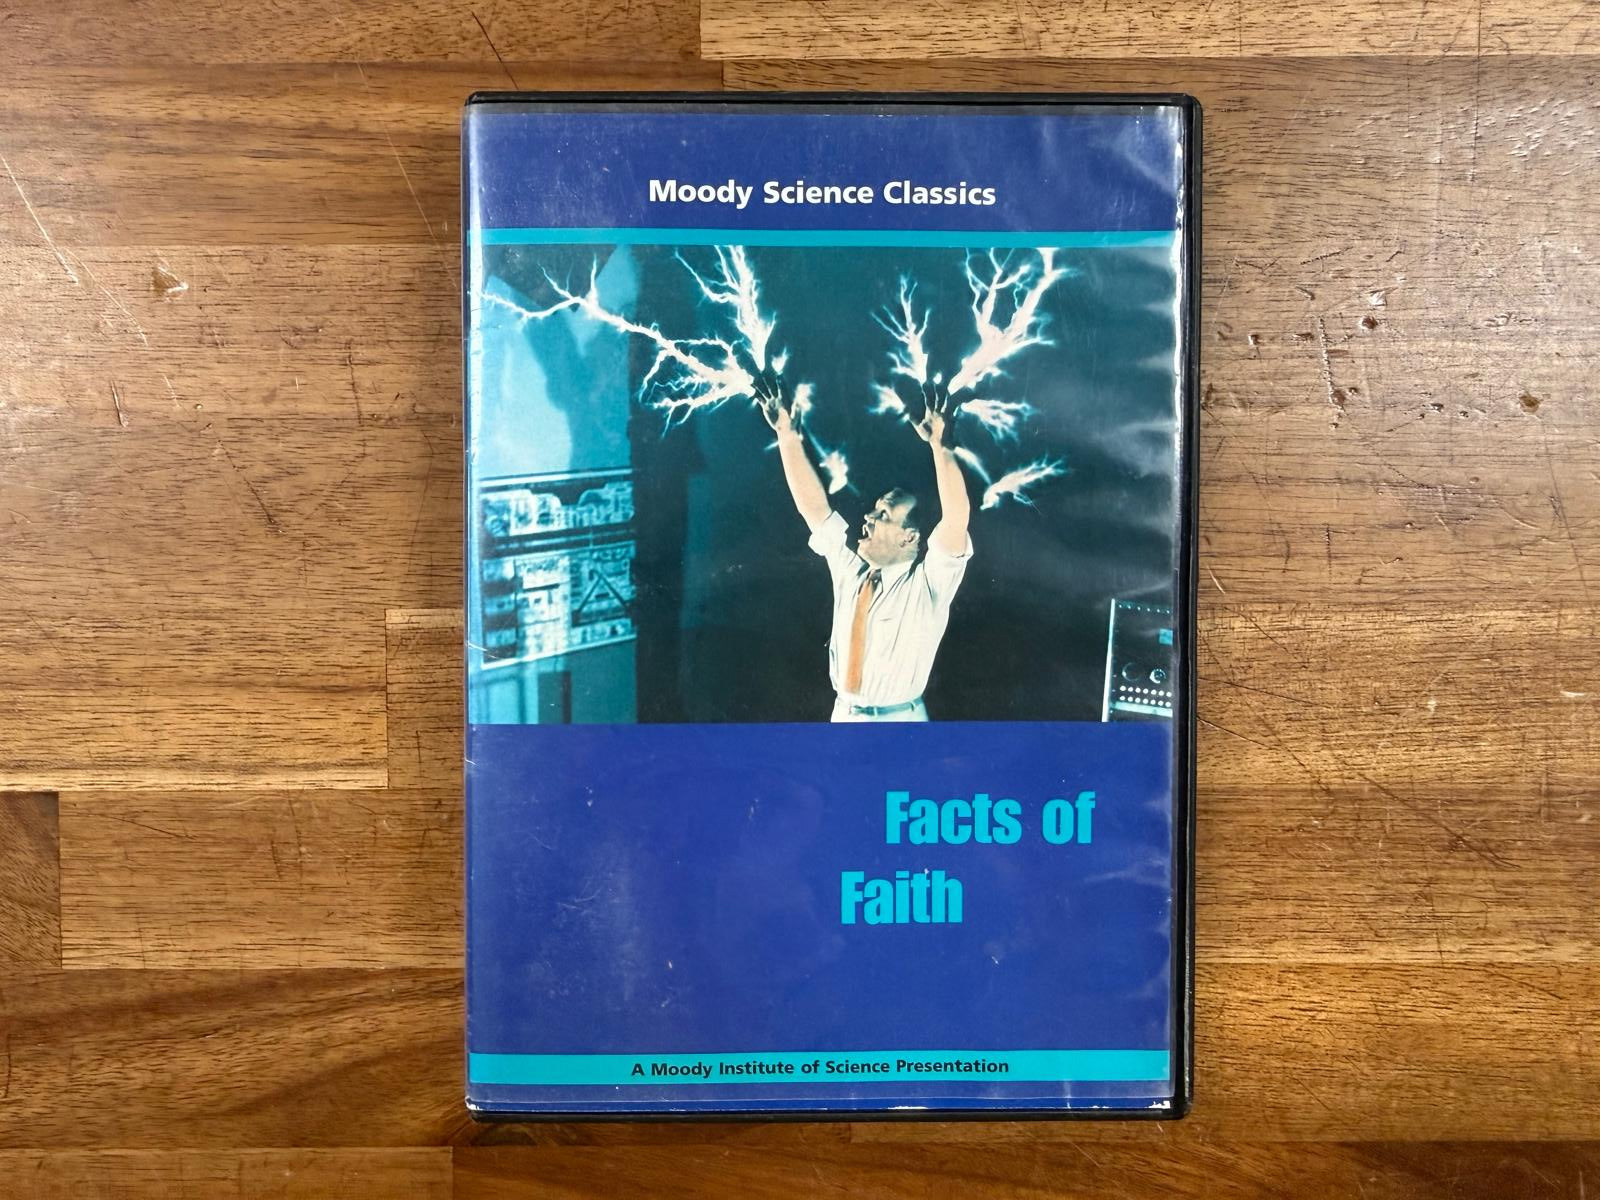 Moody Science Classics
Facts of
Faith
A Moody Institute of Science Presentation